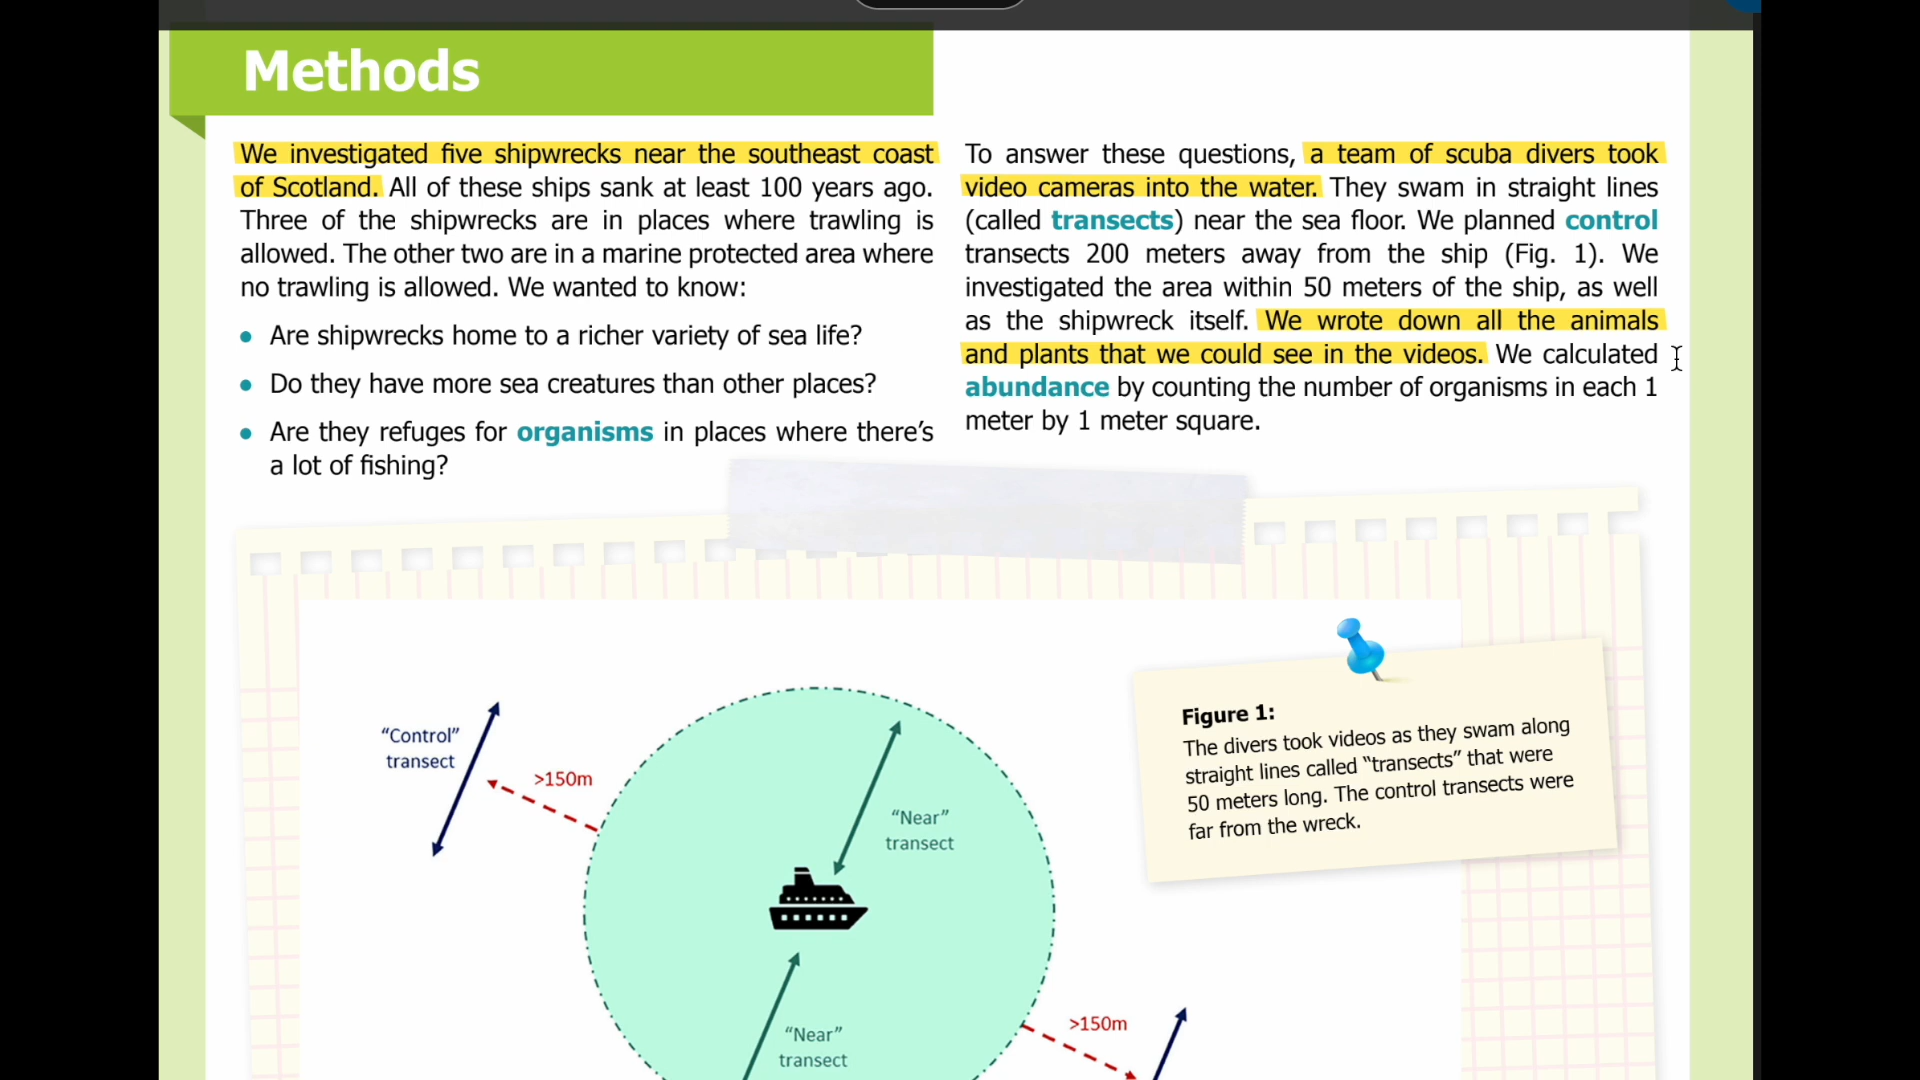 Methods
We investigated five shipwrecks near the southeast coast
of Scotland. All of these ships sank at least 100 years ago.
Three of the shipwrecks are in places where trawling is
allowed. The other two are in a marine protected area where
no trawling is allowed. We wanted to know:
• Are shipwrecks home to a richer variety of sea life?
• Do they have more sea creatures than other places?
• Are they refuges for organisms in places where there’s
a lot of fishing?
To answer these questions, a team of scuba divers took
video cameras into the water. They swam in straight lines
(called transects) near the sea floor. We planned control
transects 200 meters away from the ship (Fig. 1). We
investigated the area within 50 meters of the ship, as well
as the shipwreck itself. We wrote down all the animals
and plants that we could see in the videos. We calculated
abundance by counting the number of organisms in each 1
meter by 1 meter square.
“Control”
transect
>150m
“Near”
transect
Figure 1:
The divers took videos as they swam along
straight lines called “transects” that were
50 meters long. The control transects were
far from the wreck.
“Near”
transect
>150m